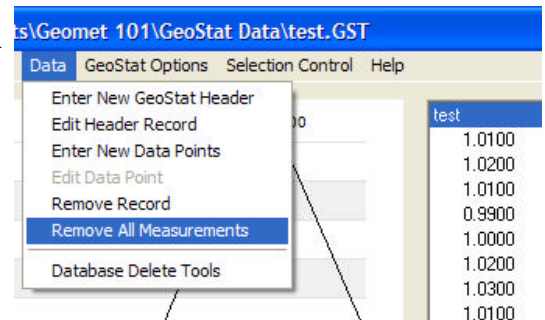 ts\Geomet 101\GeoStat Data\test.GST
Data GeoStat Options Selection Control Help
Enter New GeoStat Header
Edit Header Record
Enter New Data Points
Edit Data Point
Remove Record
Remove All Measurements
Database Delete Tools
test
1.0100
1.0200
1.0100
0.9900
1.0000
1.0200
1.0300
1.0100